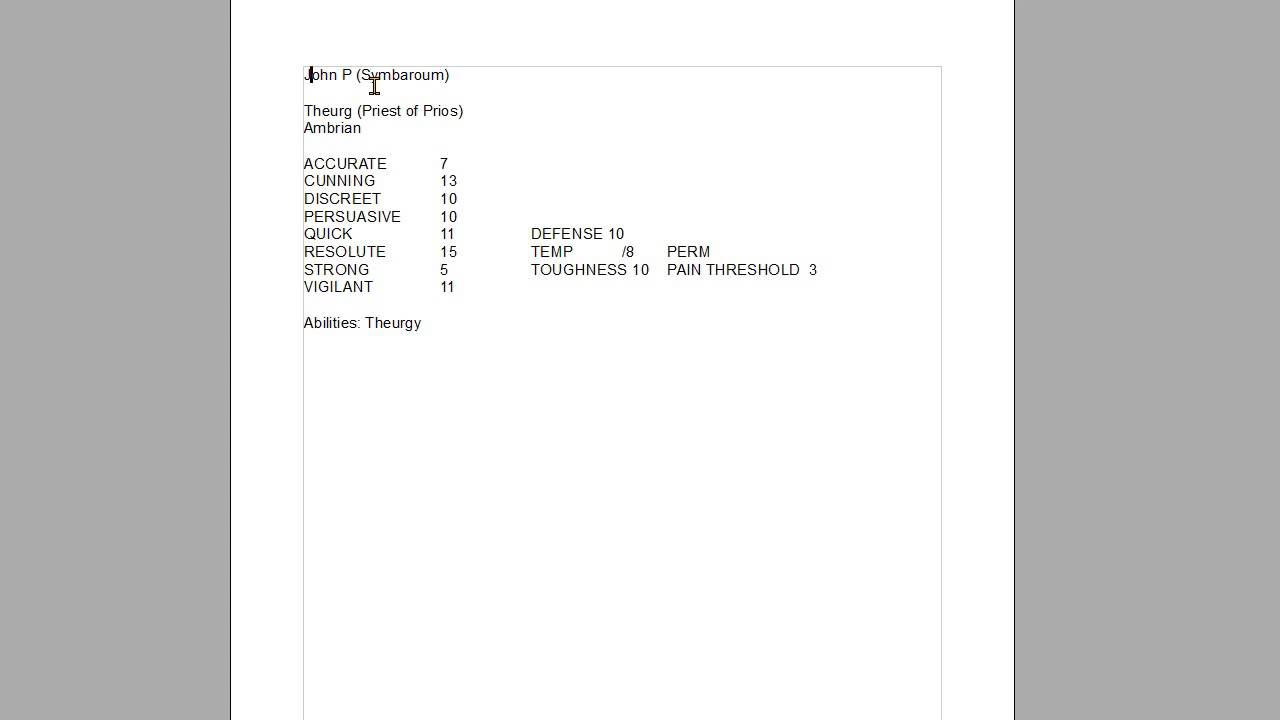 John P (Symbaroum)
Theurg (Priest of Prios)
Ambrian
ACCURATE 7
CUNNING 13
DISCREET 10
PERSUASIVE 10
QUICK 11 DEFENSE 10
RESOLUTE 15 TEMP /8 PERM
STRONG 5 TOUGHNESS 10 PAIN THRESHOLD 3
VIGILANT 11
Abilities: Theurgy